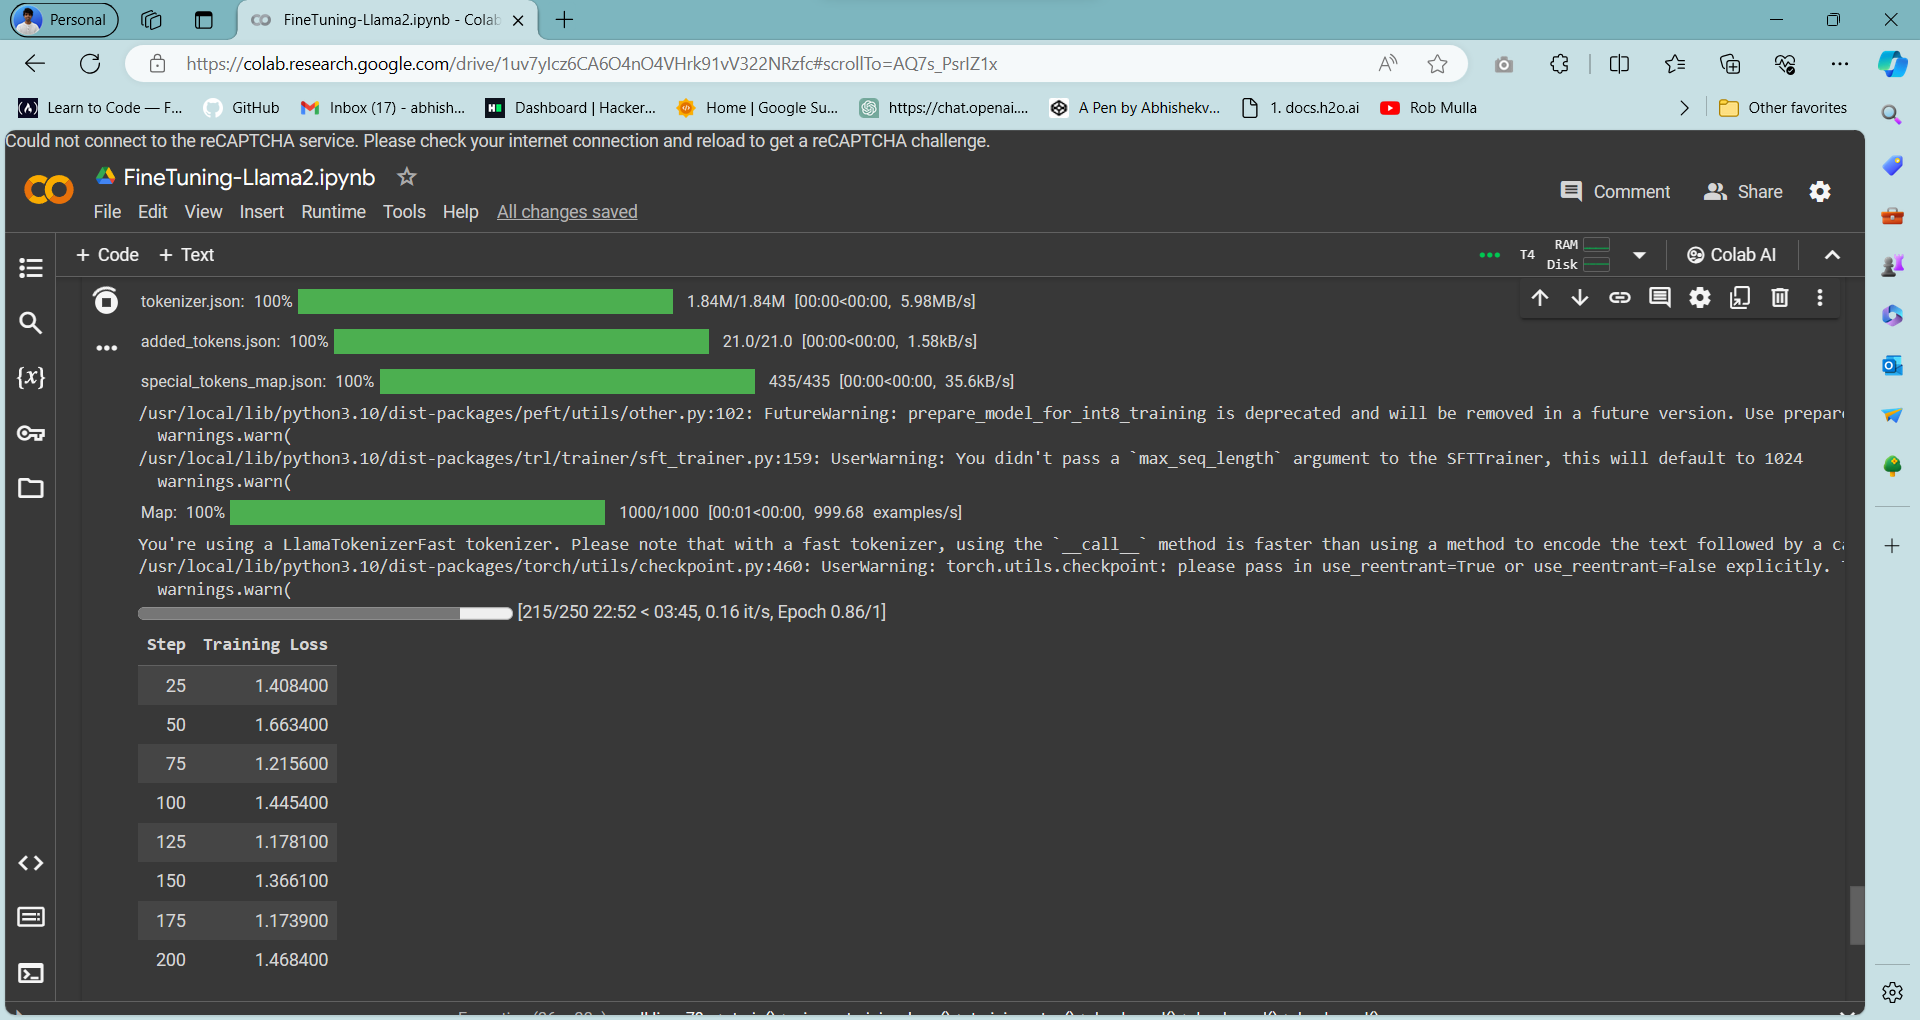 Personal
FineTuning-Llama2.ipynb - Colab
https://colab.research.google.com/drive/1uv7yIcz6CA6O4nO4VHrk91vV322NRzfc#scrollTo=AQ7s_PsrIZ1x
Learn to Code — F... GitHub Inbox (17) - abhish... Dashboard | Hacker... Home | Google Su... https://chat.openai.... A Pen by Abhishekv... 1. docs.h2o.ai Rob Mulla Other favorites
Could not connect to the reCAPTCHA service. Please check your internet connection and reload to get a reCAPTCHA challenge.
FineTuning-Llama2.ipynb
Comment Share
File Edit View Insert Runtime Tools Help All changes saved
+ Code + Text
T4 RAM
Disk
Colab AI
tokenizer.json: 100% 1.84M/1.84M [00:00<00:00, 5.98MB/s]
added_tokens.json: 100% 21.0/21.0 [00:00<00:00, 1.58kB/s]
special_tokens_map.json: 100% 435/435 [00:00<00:00, 35.6kB/s]
/usr/local/lib/python3.10/dist-packages/peft/utils/other.py:102: FutureWarning: prepare_model_for_int8_training is deprecated and will be removed in a future version. Use prepar
warnings.warn(
/usr/local/lib/python3.10/dist-packages/trl/trainer/sft_trainer.py:159: UserWarning: You didn't pass a `max_seq_length` argument to the SFTTrainer, this will default to 1024
warnings.warn(
Map: 100% 1000/1000 [00:01<00:00, 999.68 examples/s]
You're using a LlamaTokenizerFast tokenizer. Please note that with a fast tokenizer, using the `__call__` method is faster than using a method to encode the text followed by a
/usr/local/lib/python3.10/dist-packages/torch/utils/checkpoint.py:460: UserWarning: torch.utils.checkpoint: please pass in use_reentrant=True or use_reentrant=False explicitly.
warnings.warn(
[215/250 22:52 < 03:45, 0.16 it/s, Epoch 0.86/1]
Step Training Loss
25 1.408400
50 1.663400
75 1.215600
100 1.445400
125 1.178100
150 1.366100
175 1.173900
200 1.468400